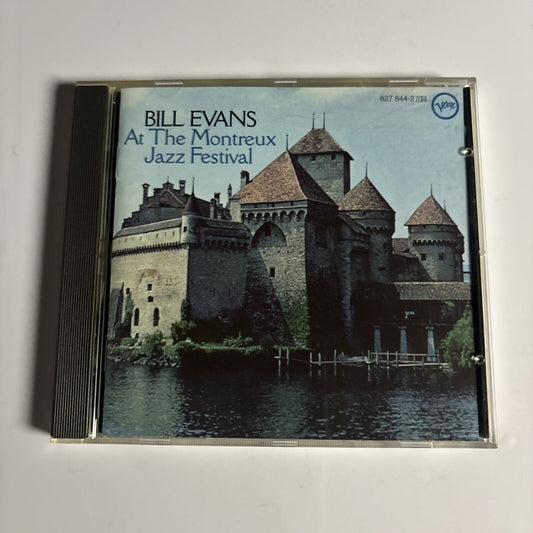 BILL EVANS
At The Montreux
Jazz Festival
827 844-2
Verve